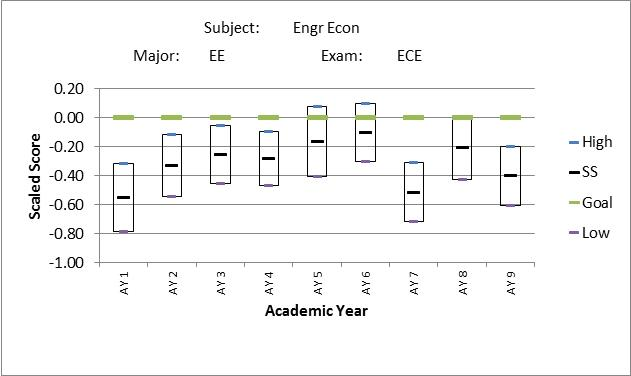 Subject: Engr Econ
Major: EE Exam: ECE
0.20
0.00
-0.20
-0.40
-0.60
-0.80
-1.00
Scaled Score
AY 1
AY 2
AY 3
AY 4
AY 5
AY 6
AY 7
AY 8
AY 9
Academic Year
High
SS
Goal
Low